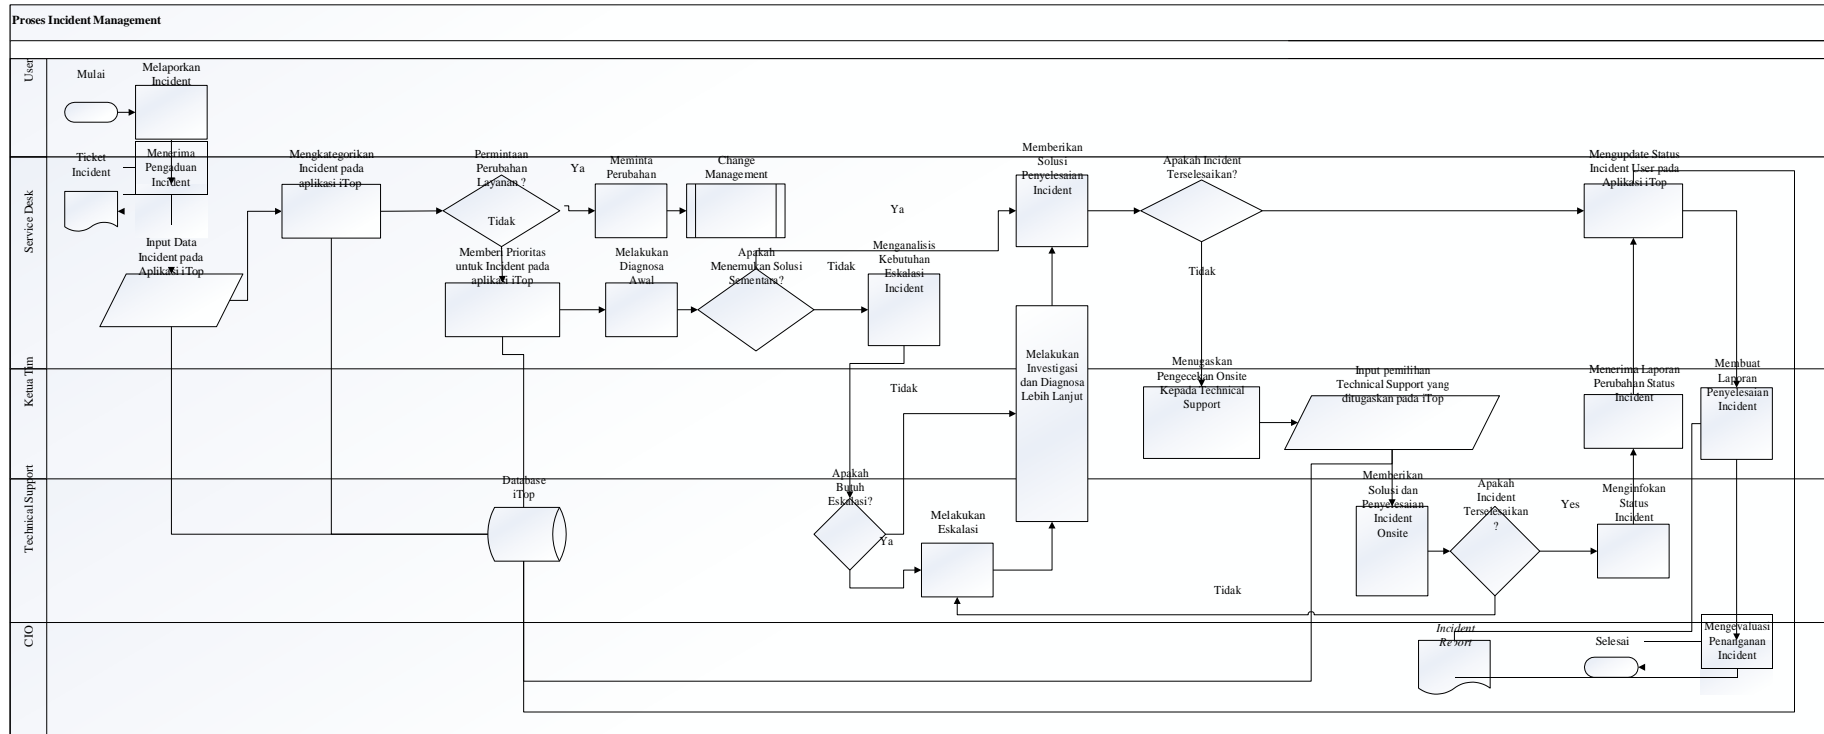 Proses Incident Management
User
Mulai
Melaporkan
Incident
Service Desk
Ticket
Incident
Menerima
Pengaduan
Incident
Input Data
Incident pada
Aplikasi iTop
Mengkategorikan
Incident pada
aplikasi iTop
Permintaan
Perubahan
Layanan ?
Ya
Tidak
Meminta
Perubahan
Change
Management
Memberi Prioritas
untuk Incident pada
aplikasi iTop
Melakukan
Diagnosa
Awal
Apakah
Menemukan Solusi
Sementara?
Tidak
Ya
Menganalisis
Kebutuhan
Eskalasi
Incident
Memberikan
Solusi
Penyelesaian
Incident
Apakah Incident
Terselesaikan?
Tidak
Mengupdate Status
Incident User pada
Aplikasi iTop
Ketua Tim
Tidak
Melakukan
Investigasi
dan Diagnosa
Lebih Lanjut
Menugaskan
Pengecekan Onsite
Kepada Technical
Support
Input pemilihan
Technical Support yang
ditugaskan pada iTop
Menerima Laporan
Perubahan Status
Incident
Membuat
Laporan
Penyelesaian
Incident
Technical Support
Database
iTop
Apakah
Butuh
Eskalasi?
Ya
Melakukan
Eskalasi
Memberikan
Solusi dan
Penyelesaian
Incident
Onsite
Apakah
Incident
Terselesaikan
?
Yes
Menginfokan
Status
Incident
Tidak
CIO
Incident
Report
Selesai
Mengevaluasi
Penanganan
Incident